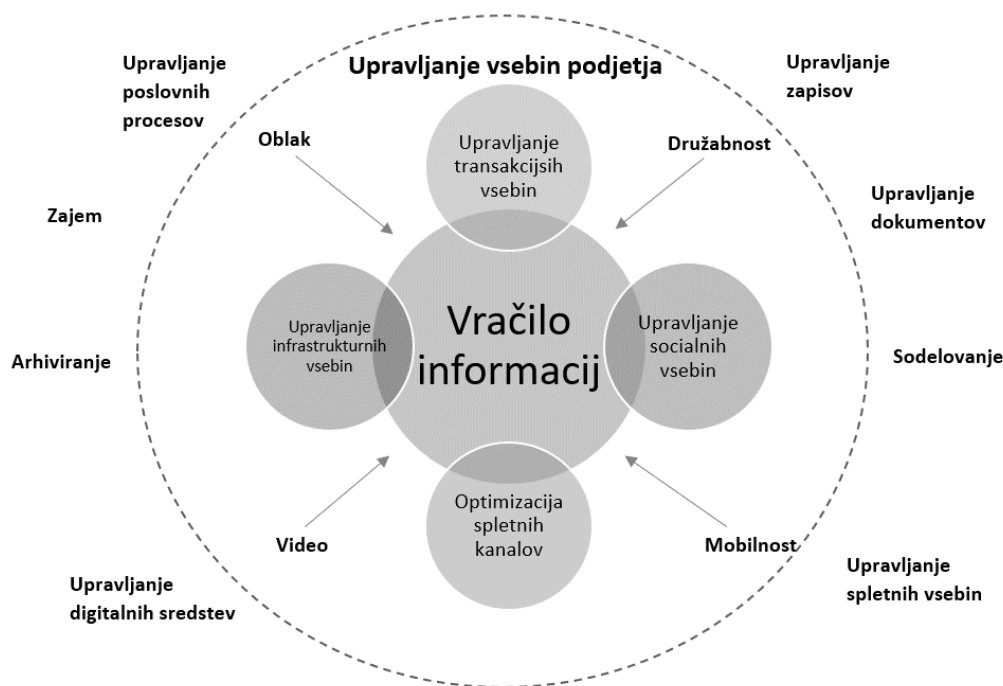 Upravljanje vsebin podjetja
Upravljanje
poslovnih
procesov
Upravljanje
zapisov
Oblak
Upravljanje
transakcijsih
vsebin
Družabnost
Zajem
Upravljanje
dokumentov
Arhiviranje
Upravljanje
infrastrukturnih
vsebin
Vračilo
informacij
Upravljanje
socialnih
vsebin
Sodelovanje
Video
Optimizacija
spletnih
kanalov
Mobilnost
Upravljanje
digitalnih sredstev
Upravljanje
spletnih vsebin